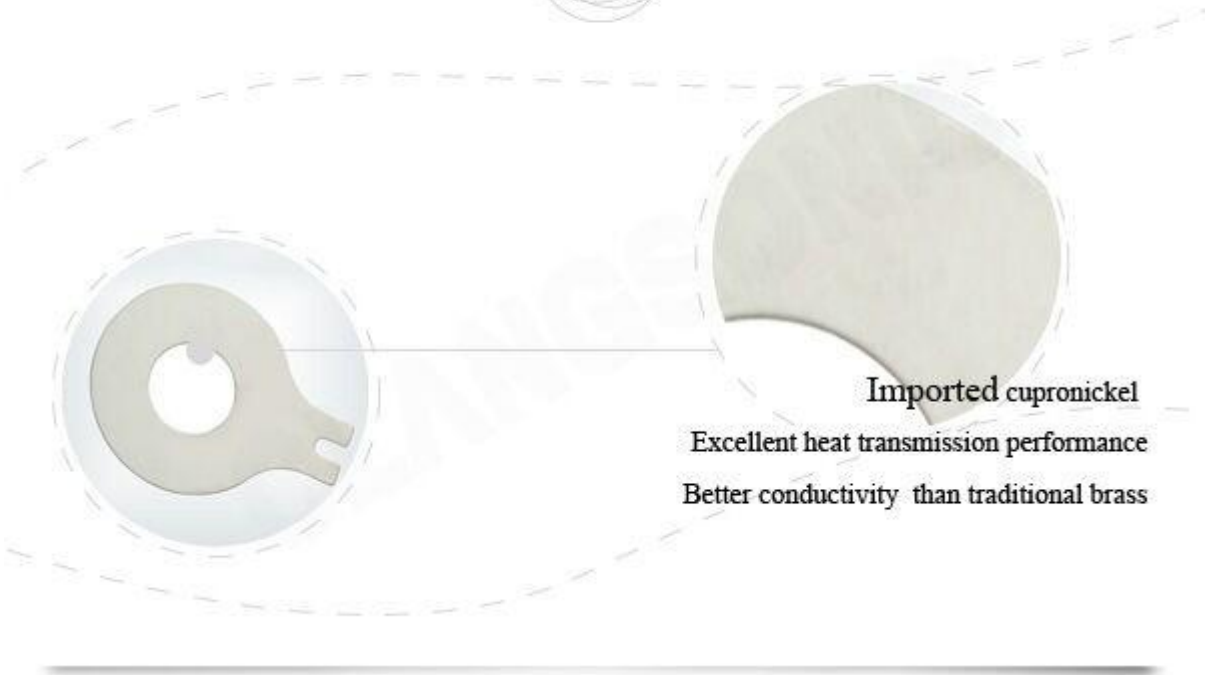 Imported cupronickel
Excellent heat transmission performance
Better conductivity than traditional brass